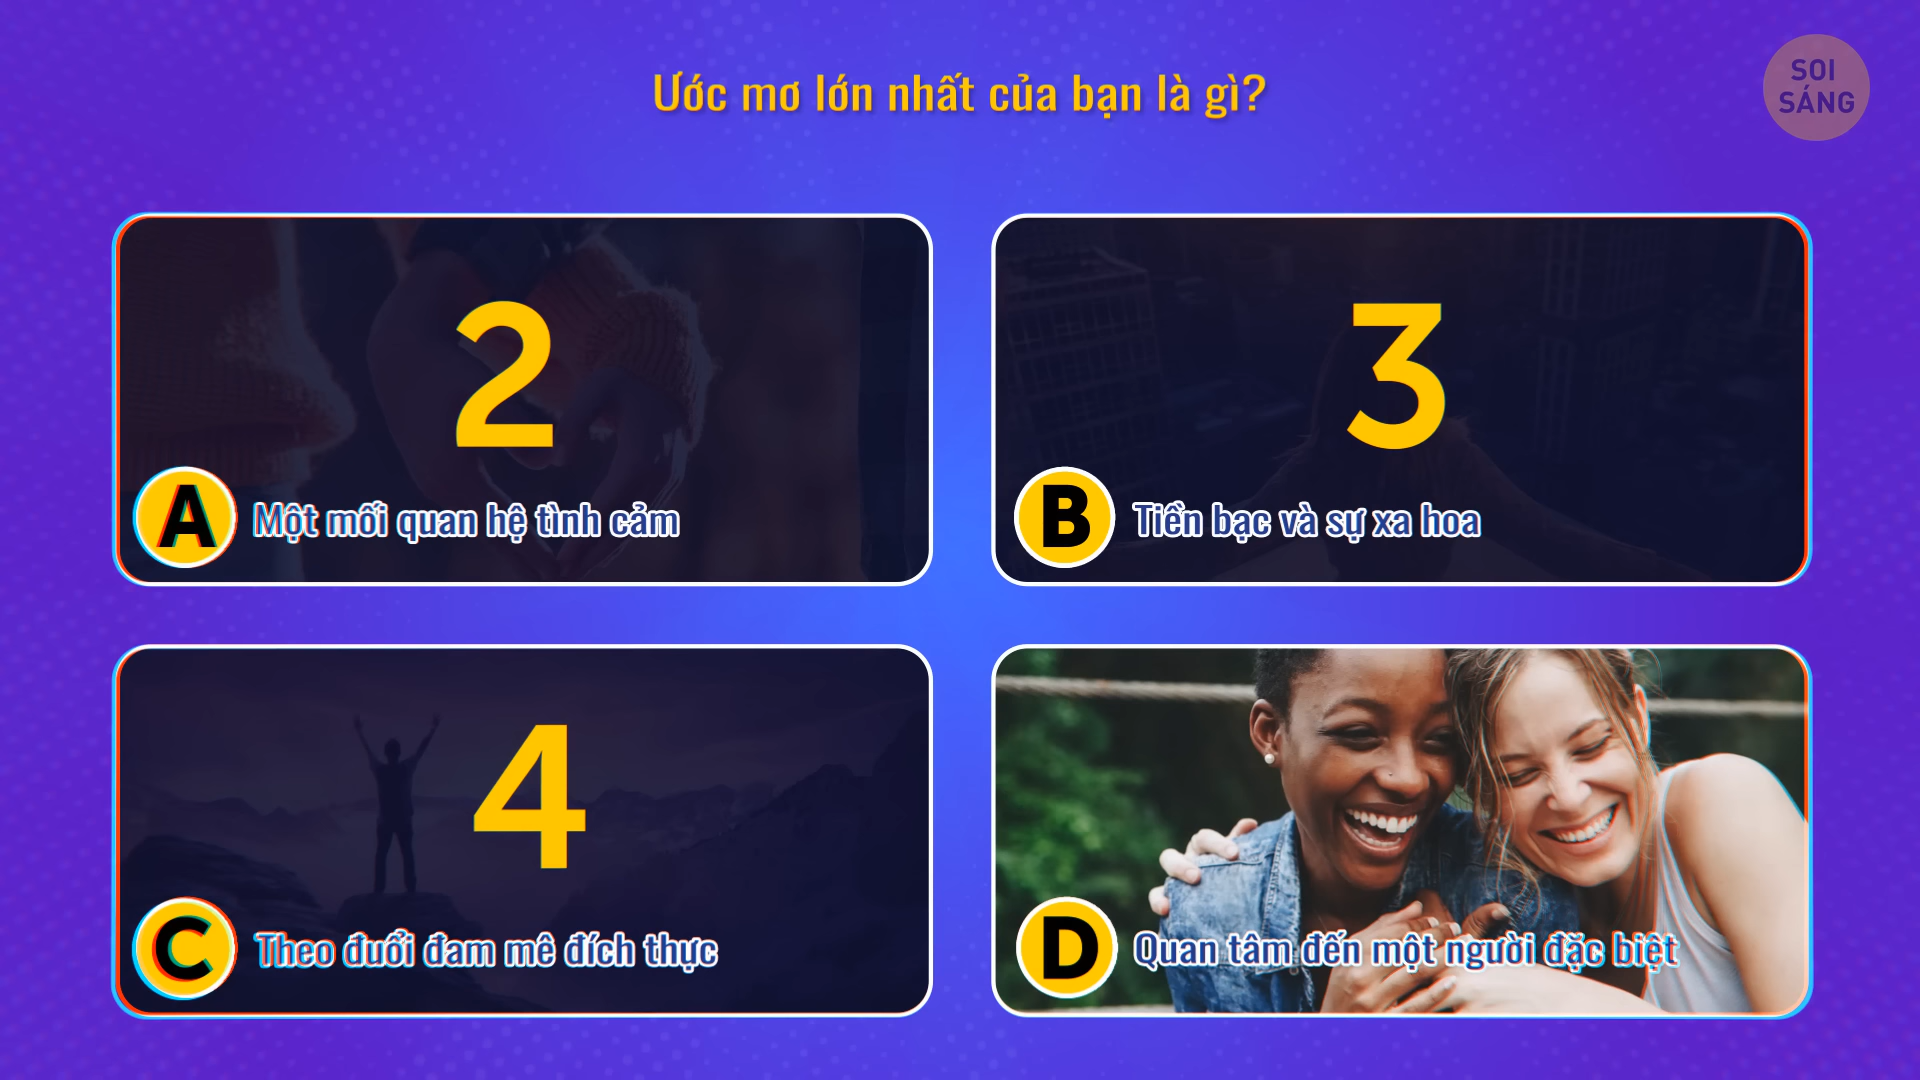 Ước mơ lớn nhất của bạn là gì?
SOI
SÁNG
2
3
A Một mối quan hệ tình cảm
B Tiền bạc và sự xa hoa
4
C Theo đuổi đam mê đích thực
D Quan tâm đến một người đặc biệt